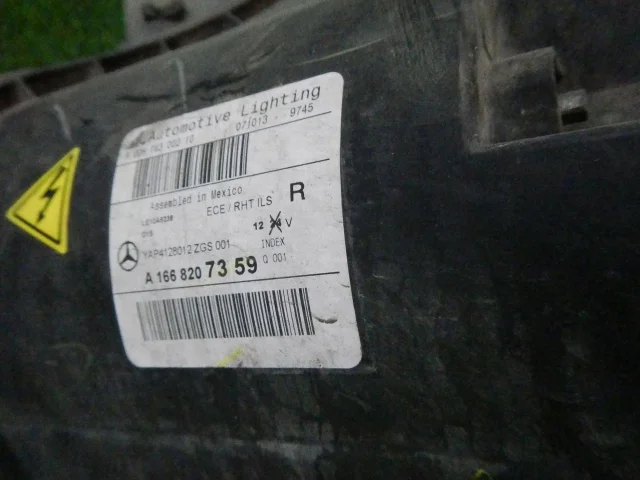 Automotive Lighting
071013 9745
Assembled in Mexico
ECE / RHT ILS R
12 V
YAP4128012 ZGS 001 INDEX
A 166 820 73 59 Q 001